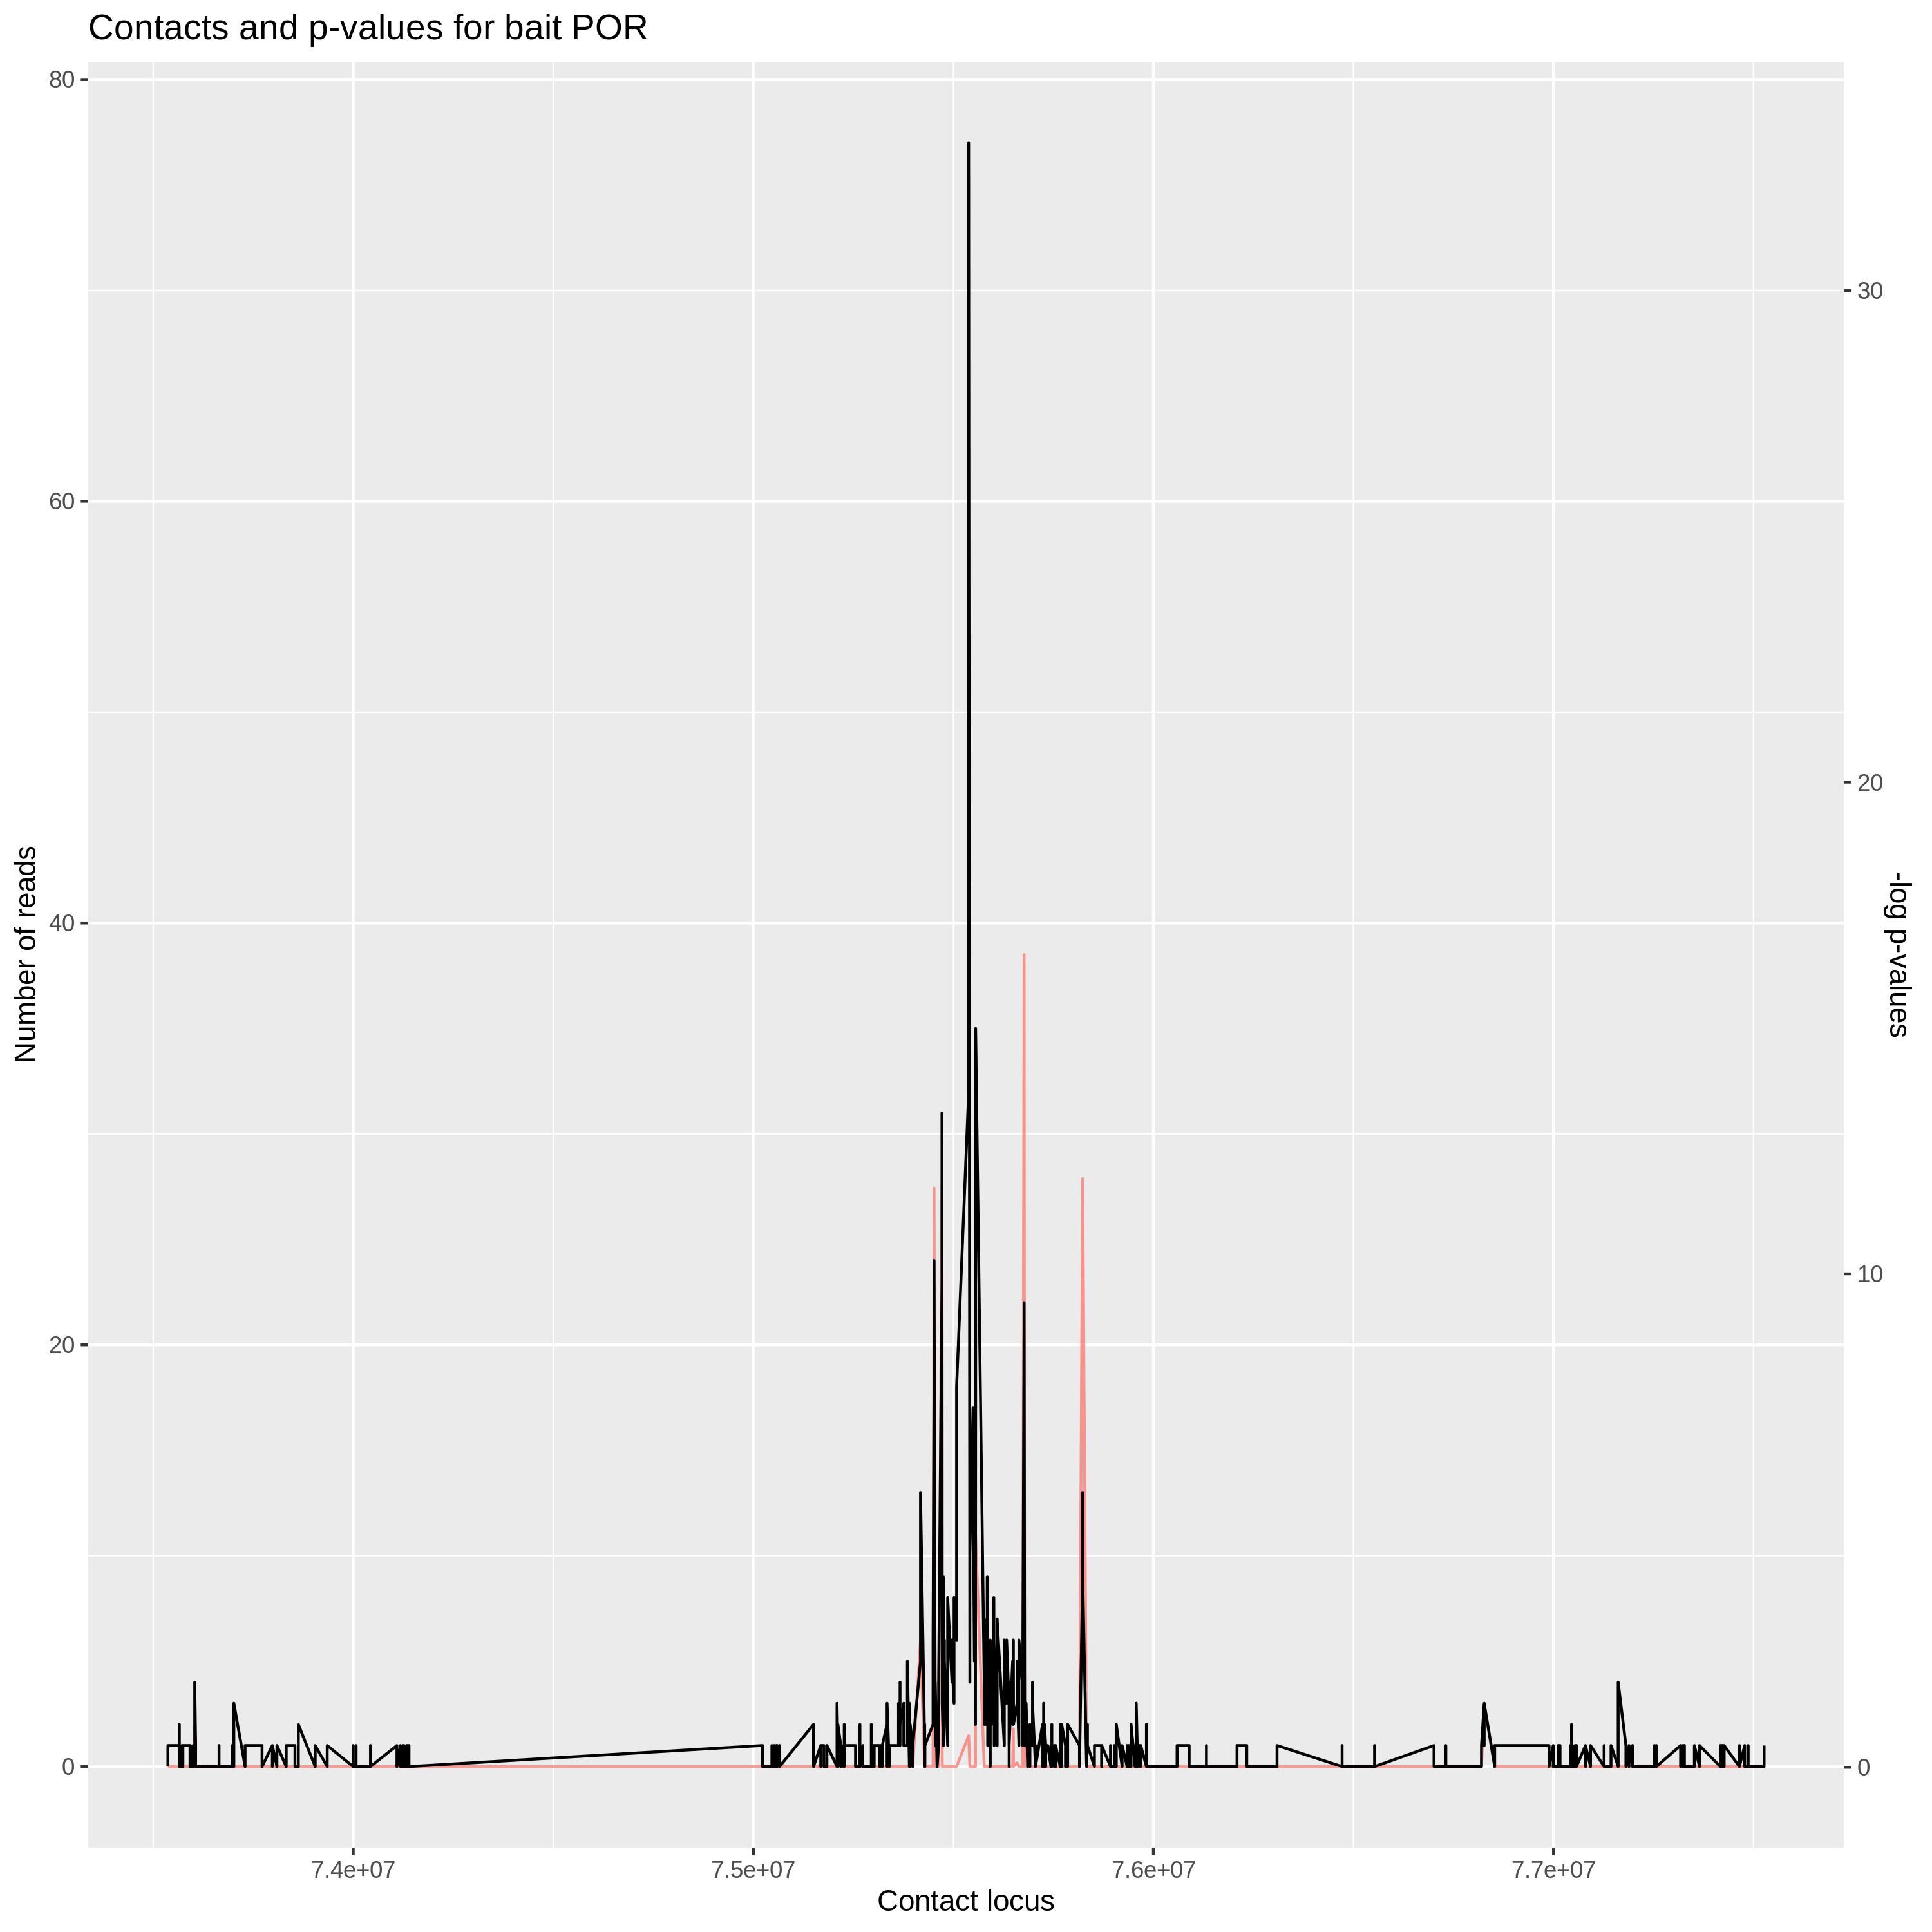 Contacts and p-values for bait POR
80
60
40
20
0
30
20
10
0
Number of reads
-log p-values
7.4e+07
7.5e+07
7.6e+07
7.7e+07
Contact locus